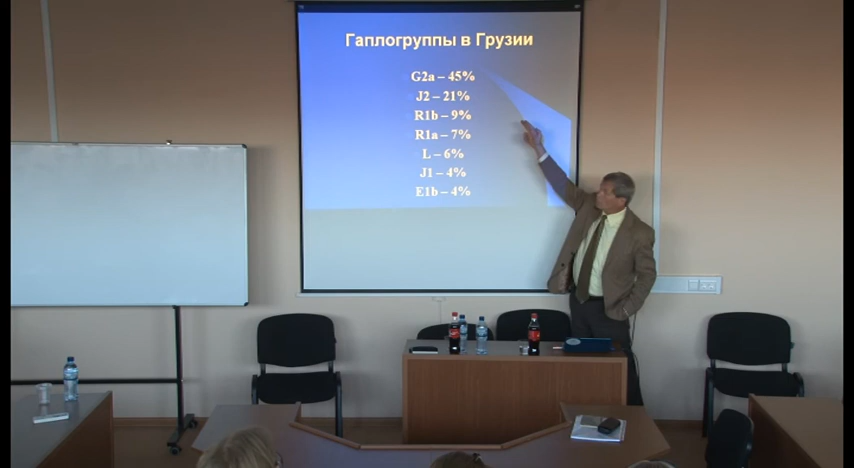 Гаплогруппы в Грузии
G2a – 45%
J2 – 21%
R1b – 9%
R1a – 7%
L – 6%
J1 – 4%
E1b – 4%